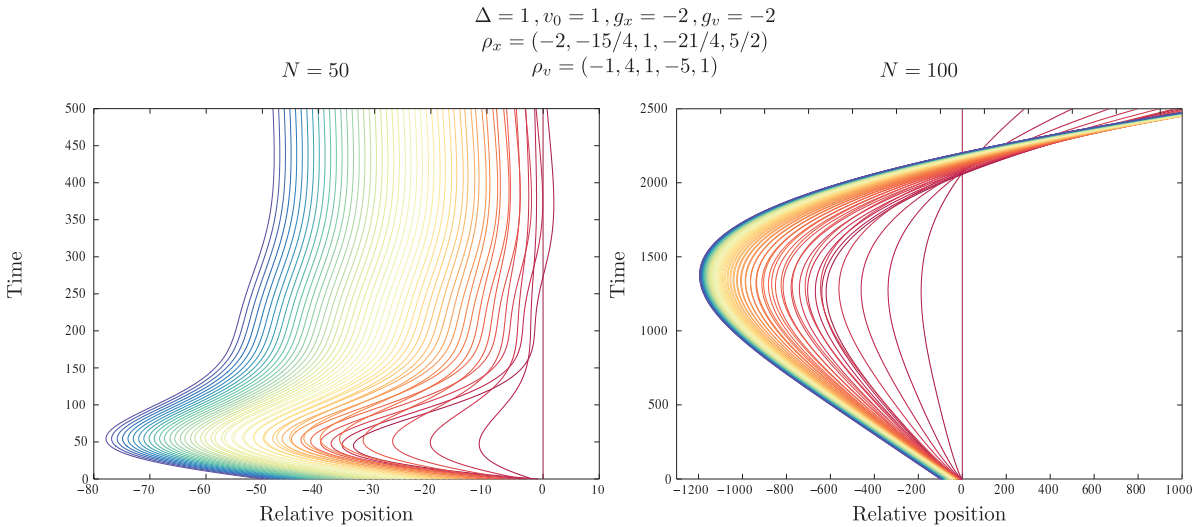 Δ = 1 , v₀ = 1 , gₓ = −2 , gᵥ = −2
ρₓ = (−2, −15/4, 1, −21/4, 5/2)
ρᵥ = (−1, 4, 1, −5, 1)
N = 50
500
450
400
350
300
250
200
150
100
50
0
−80 −70 −60 −50 −40 −30 −20 −10 0 10
Time
Relative position
N = 100
2500
2000
1500
1000
500
0
−1200 −1000 −800 −600 −400 −200 0 200 400 600 800 1000
Time
Relative position